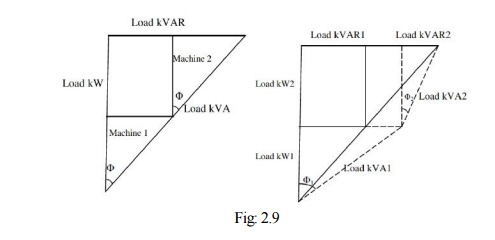 Load kVAR
Machine 2
Load kW
Φ
Load kVA
Machine 1
Φ
Load kVAR1
Load kVAR2
Load kW2
Φ2
Load kVA2
Load kW1
Φ1
Load kVA1
Fig: 2.9